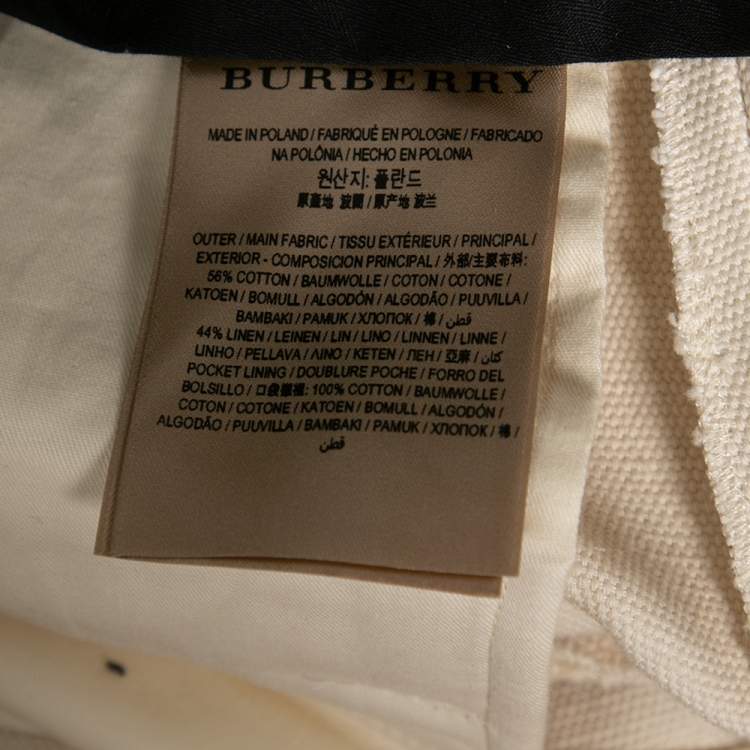 BURBERRY
MADE IN POLAND / FABRIQUÉ EN POLOGNE / FABRICADO
NA POLÔNIA / HECHO EN POLONIA
원산지: 폴란드
原產地 波蘭 / 原产地 波兰
OUTER / MAIN FABRIC / TISSU EXTÉRIEUR / PRINCIPAL /
EXTERIOR - COMPOSICION PRINCIPAL / 外部/主要布料:
56% COTTON / BAUMWOLLE / COTON / COTONE /
KATOEN / BOMULL / ALGODÓN / ALGODÃO / PUUVILLA /
BAMBAKI / PAMUK / ХЛОПОК / 棉 / قطن
44% LINEN / LEINEN / LIN / LINO / LINNEN / LINNE /
LINHO / PELLAVA / ΛΙΝΟ / KETEN / ЛЕН / 亞麻 / كتان
POCKET LINING / DOUBLURE POCHE / FORRO DEL
BOLSILLO / 口袋襯裡: 100% COTTON / BAUMWOLLE /
COTON / COTONE / KATOEN / BOMULL / ALGODÓN /
ALGODÃO / PUUVILLA / BAMBAKI / PAMUK / ХЛОПОК / 棉 /
قطن